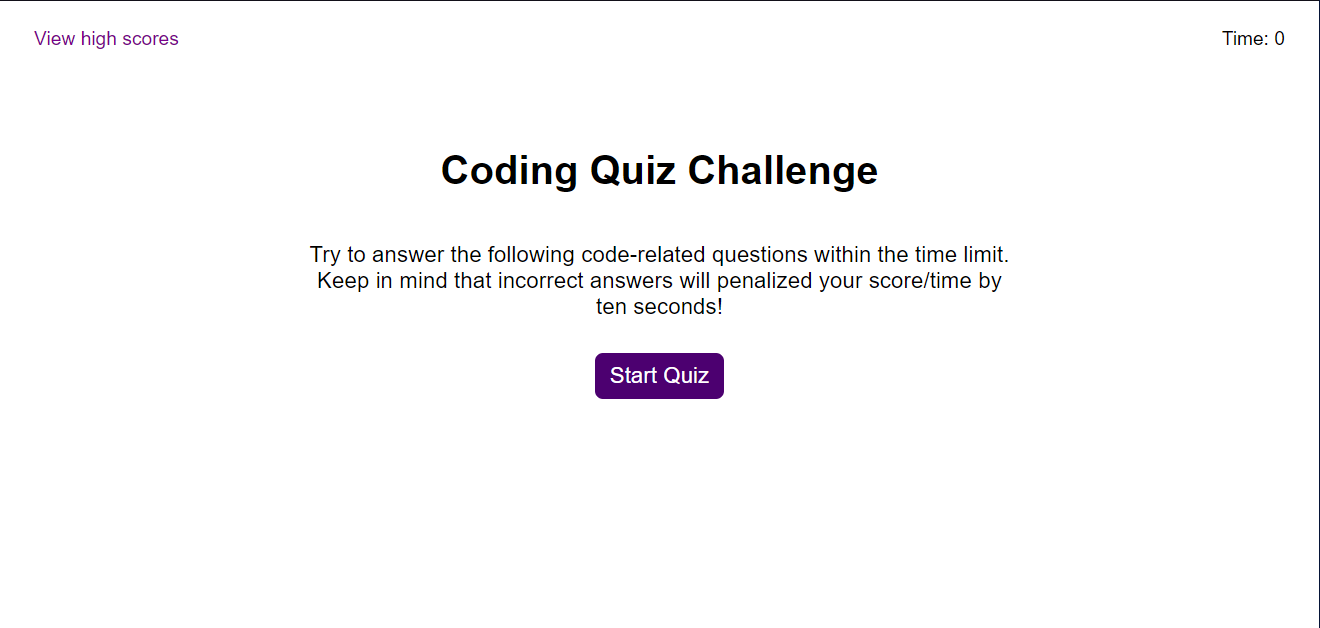 View high scores
Time: 0
Coding Quiz Challenge
Try to answer the following code-related questions within the time limit.
Keep in mind that incorrect answers will penalized your score/time by
ten seconds!
Start Quiz